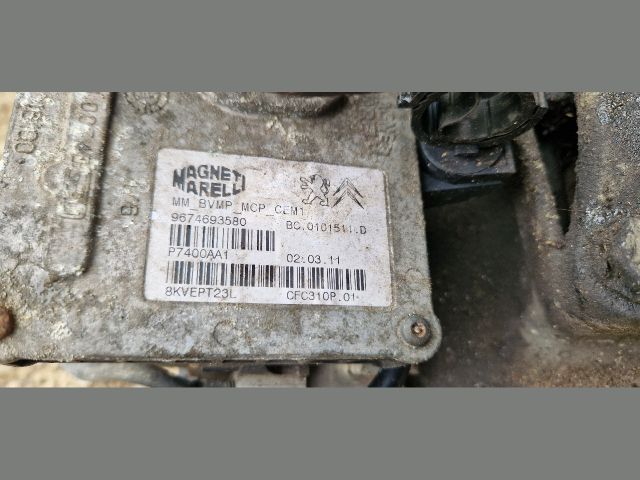 MAGNETI
MARELLI
MM_BVMP_MCP_CEM1
9674693580 BC.0101511.D
P7400AA1 02.03.11
8KVEPT23L CFC310P.01